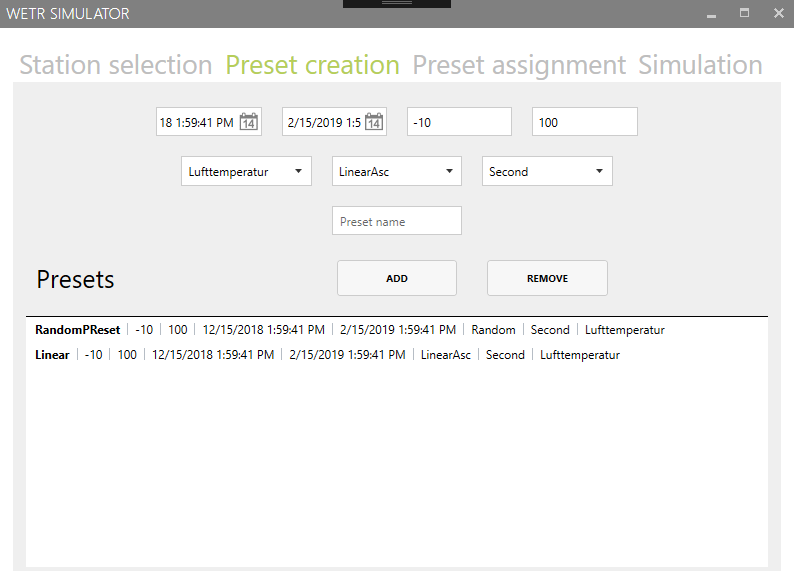 WETR SIMULATOR
Station selection Preset creation Preset assignment Simulation
18 1:59:41 PM 14 2/15/2019 1:5 14 -10 100
Lufttemperatur LinearAsc Second
Preset name
Presets ADD REMOVE
RandomPReset -10 100 12/15/2018 1:59:41 PM 2/15/2019 1:59:41 PM Random Second Lufttemperatur
Linear -10 100 12/15/2018 1:59:41 PM 2/15/2019 1:59:41 PM LinearAsc Second Lufttemperatur